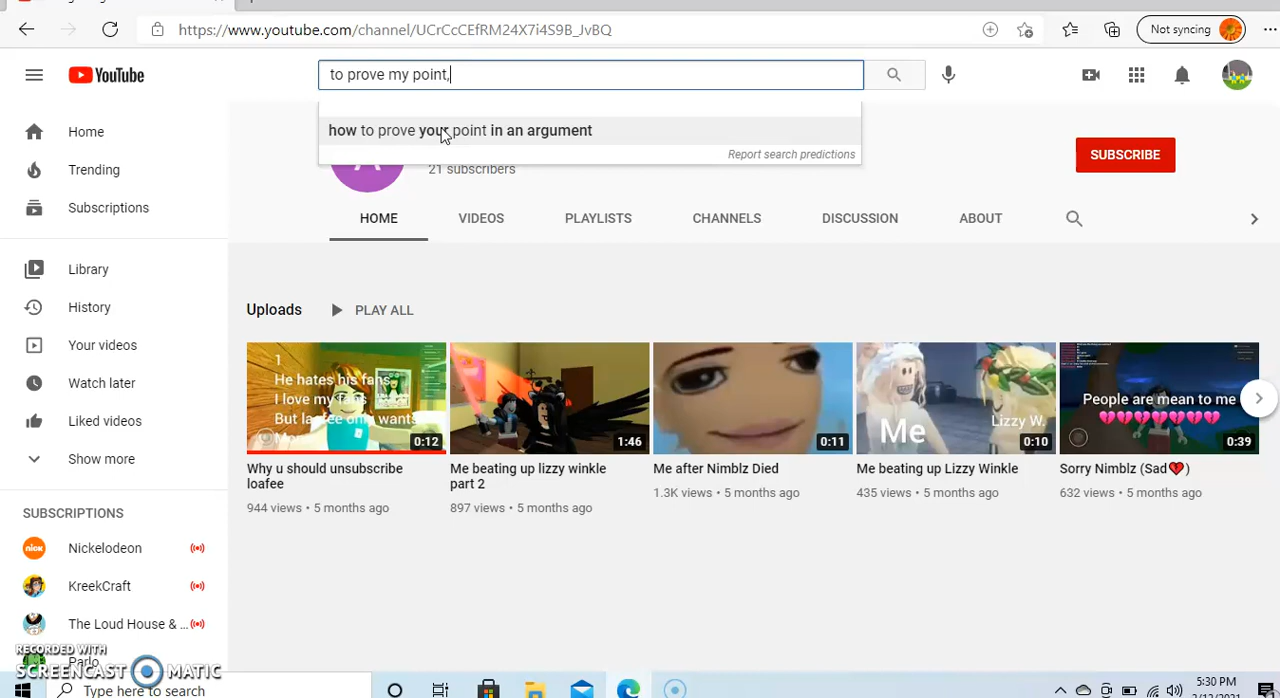 https://www.youtube.com/channel/UCrCcCEfRM24X7i4S9B_JvBQ
Not syncing
YouTube
to prove my point,
how to prove your point in an argument
Report search predictions
21 subscribers
SUBSCRIBE
Home
Trending
Subscriptions
Library
History
Your videos
Watch later
Liked videos
Show more
SUBSCRIPTIONS
nick
Nickelodeon
KreekCraft
The Loud House & ...
Parlo
HOME
VIDEOS
PLAYLISTS
CHANNELS
DISCUSSION
ABOUT
Uploads
PLAY ALL
1
He hates his fans
I love my fans
But
only wants
0:12
Why u should unsubscribe
loafee
944 views • 5 months ago
1:46
Me beating up lizzy winkle
part 2
897 views • 5 months ago
0:11
Me after Nimblz Died
1.3K views • 5 months ago
Me
Lizzy W.
0:10
Me beating up Lizzy Winkle
435 views • 5 months ago
People are mean to me
💔💔💔💔💔💔💔
0:39
Sorry Nimblz (Sad💔)
632 views • 5 months ago
RECORDED WITH
SCREENCAST MATIC
Type here to search
5:30 PM